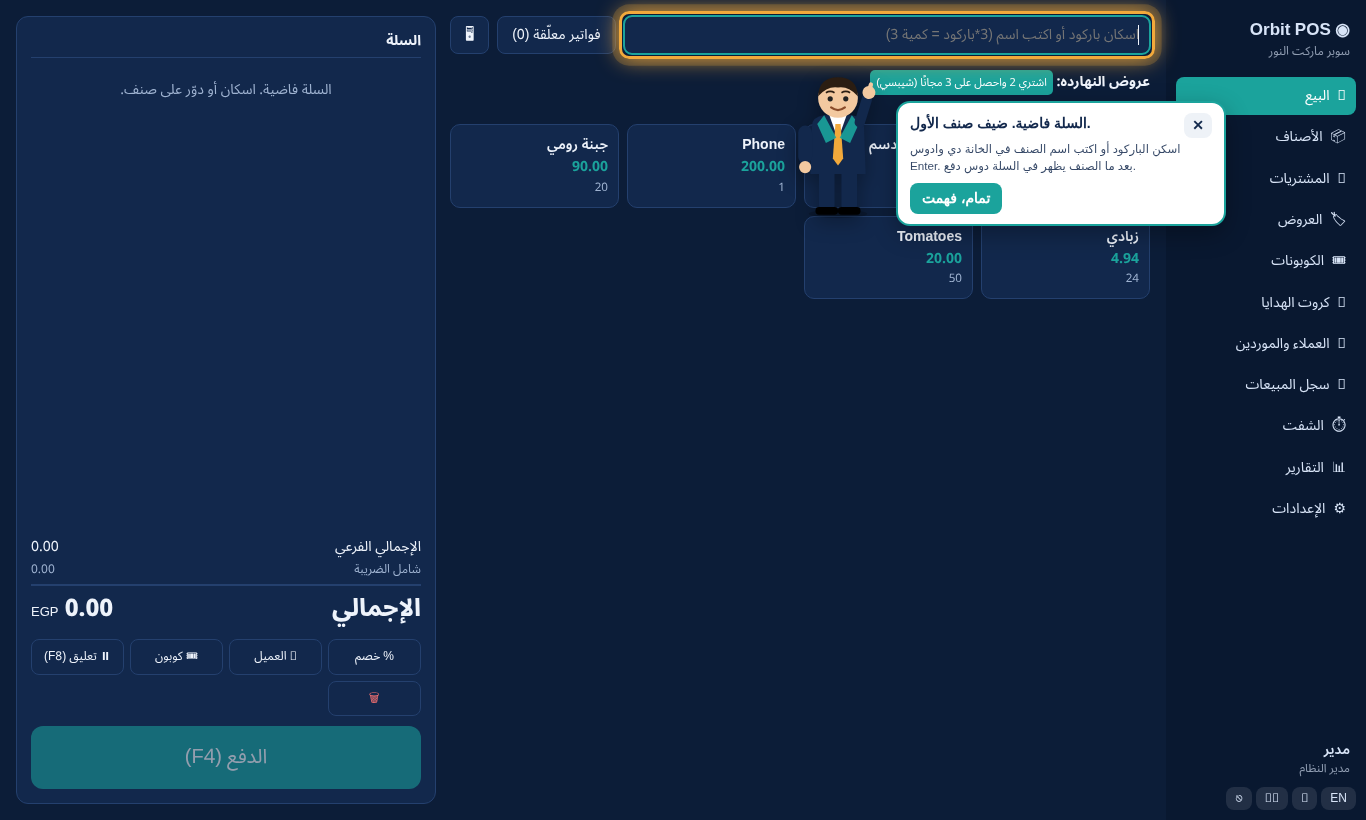 Orbit POS
سوبر ماركت النور
البيع
الأصناف
المشتريات
العروض
الكوبونات
كروت الهدايا
العملاء والموردين
سجل المبيعات
الشفت
التقارير
الإعدادات
مدير
مدير النظام
EN
اسكان باركود أو اكتب اسم (3*باركود = كمية 3)
فواتير معلّقة (0)
عروض النهارده:
اشتري 2 واحصل على 3 مجانًا (شيبسي)
السلة فاضية. ضيف صنف الأول.
اسكن الباركود أو اكتب اسم الصنف في الخانة دي وادوس
Enter. بعد ما الصنف يظهر في السلة دوس دفع.
تمام، فهمت
دسم
Phone
200.00
1
جبنة رومي
90.00
20
زبادي
4.94
24
Tomatoes
20.00
50
السلة
السلة فاضية. اسكان أو دوّر على صنف.
الإجمالي الفرعي 0.00
شامل الضريبة 0.00
الإجمالي 0.00 EGP
% خصم
العميل
كوبون
تعليق (F8)
الدفع (F4)